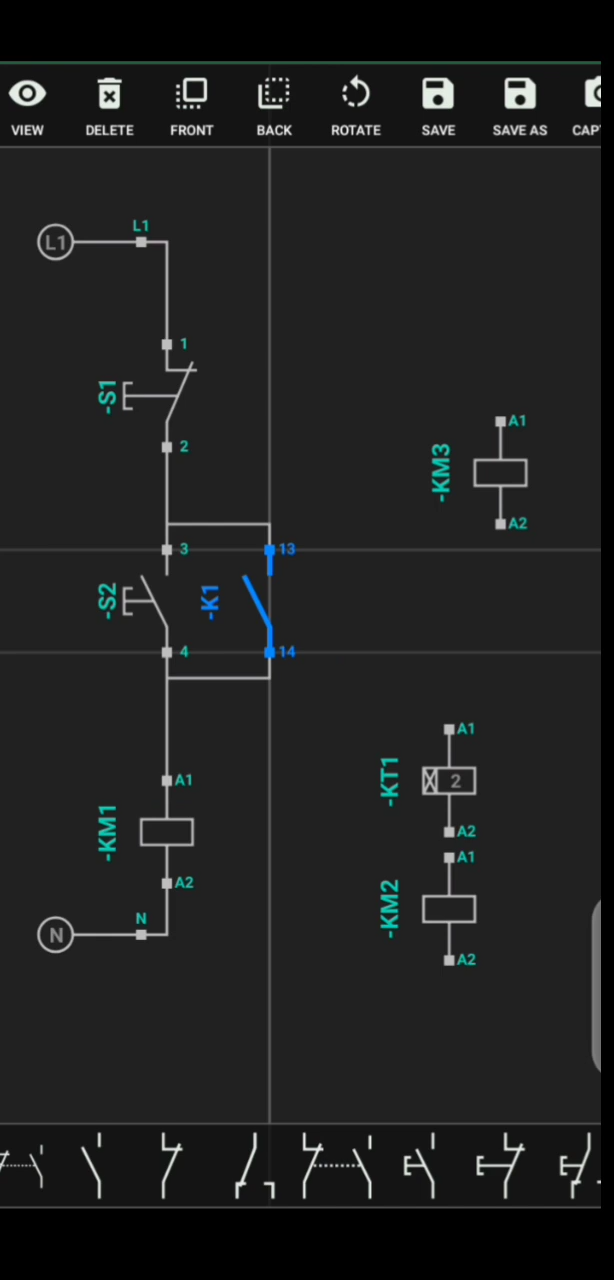 VIEW DELETE FRONT BACK ROTATE SAVE SAVE AS CAP
L1
L1
1
-S1
2
A1
-KM3
A2
3
13
-S2
-K1
4
14
A1
-KT1
2
A2
A1
-KM1
A2
A1
-KM2
A2
N
N